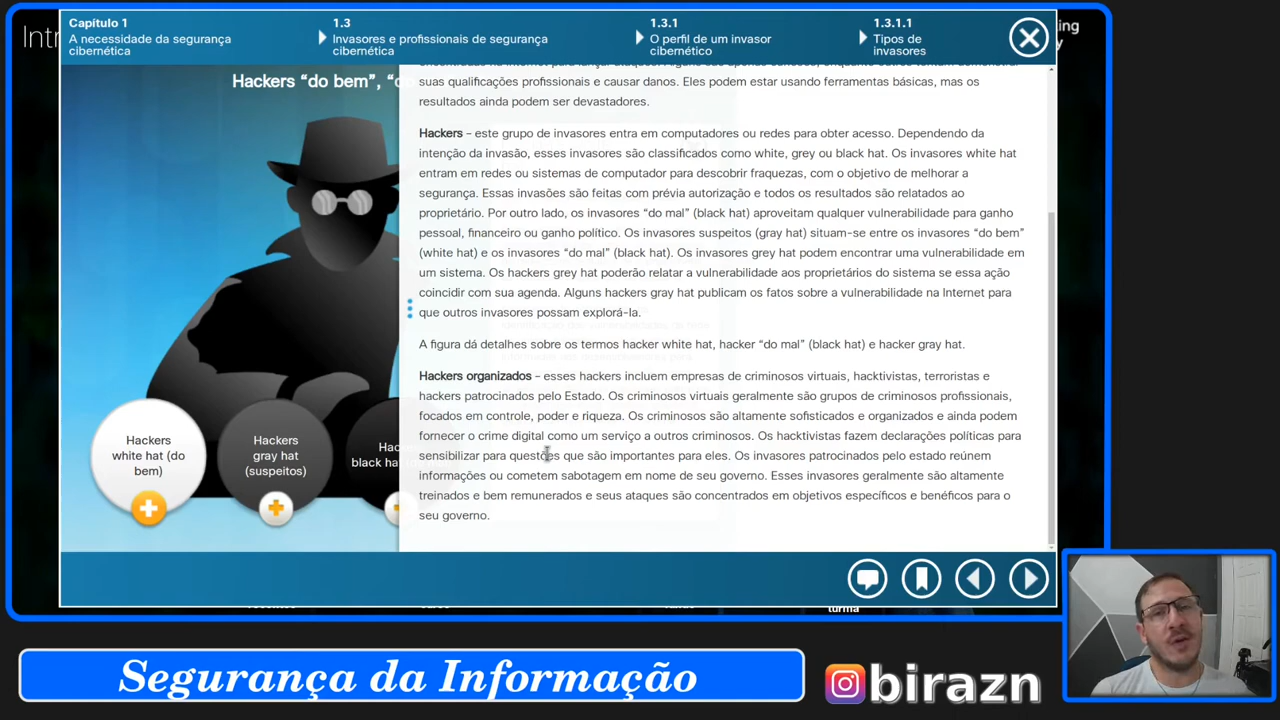 Intr
king
y
Capítulo 1
A necessidade da segurança
cibernética
1.3
Invasores e profissionais de segurança
cibernética
1.3.1
O perfil de um invasor
cibernético
1.3.1.1
Tipos de
invasores
Hackers “do bem”, “do
suas qualificações profissionais e causar danos. Eles podem estar usando ferramentas básicas, mas os
resultados ainda podem ser devastadores.
Hackers – este grupo de invasores entra em computadores ou redes para obter acesso. Dependendo da
intenção da invasão, esses invasores são classificados como white, grey ou black hat. Os invasores white hat
entram em redes ou sistemas de computador para descobrir fraquezas, com o objetivo de melhorar a
segurança. Essas invasões são feitas com prévia autorização e todos os resultados são relatados ao
proprietário. Por outro lado, os invasores “do mal” (black hat) aproveitam qualquer vulnerabilidade para ganho
pessoal, financeiro ou ganho político. Os invasores suspeitos (gray hat) situam-se entre os invasores “do bem”
(white hat) e os invasores “do mal” (black hat). Os invasores grey hat podem encontrar uma vulnerabilidade em
um sistema. Os hackers grey hat poderão relatar a vulnerabilidade aos proprietários do sistema se essa ação
coincidir com sua agenda. Alguns hackers gray hat publicam os fatos sobre a vulnerabilidade na Internet para
que outros invasores possam explorá-la.
A figura dá detalhes sobre os termos hacker white hat, hacker “do mal” (black hat) e hacker gray hat.
Hackers organizados – esses hackers incluem empresas de criminosos virtuais, hacktivistas, terroristas e
hackers patrocinados pelo Estado. Os criminosos virtuais geralmente são grupos de criminosos profissionais,
focados em controle, poder e riqueza. Os criminosos são altamente sofisticados e organizados e ainda podem
fornecer o crime digital como um serviço a outros criminosos. Os hacktivistas fazem declarações políticas para
sensibilizar para questões que são importantes para eles. Os invasores patrocinados pelo estado reúnem
informações ou cometem sabotagem em nome de seu governo. Esses invasores geralmente são altamente
treinados e bem remunerados e seus ataques são concentrados em objetivos específicos e benéficos para o
seu governo.
Hackers
white hat (do
bem)
Hackers
gray hat
(suspeitos)
Hac
black ha
turma
Segurança da Informação
birazn